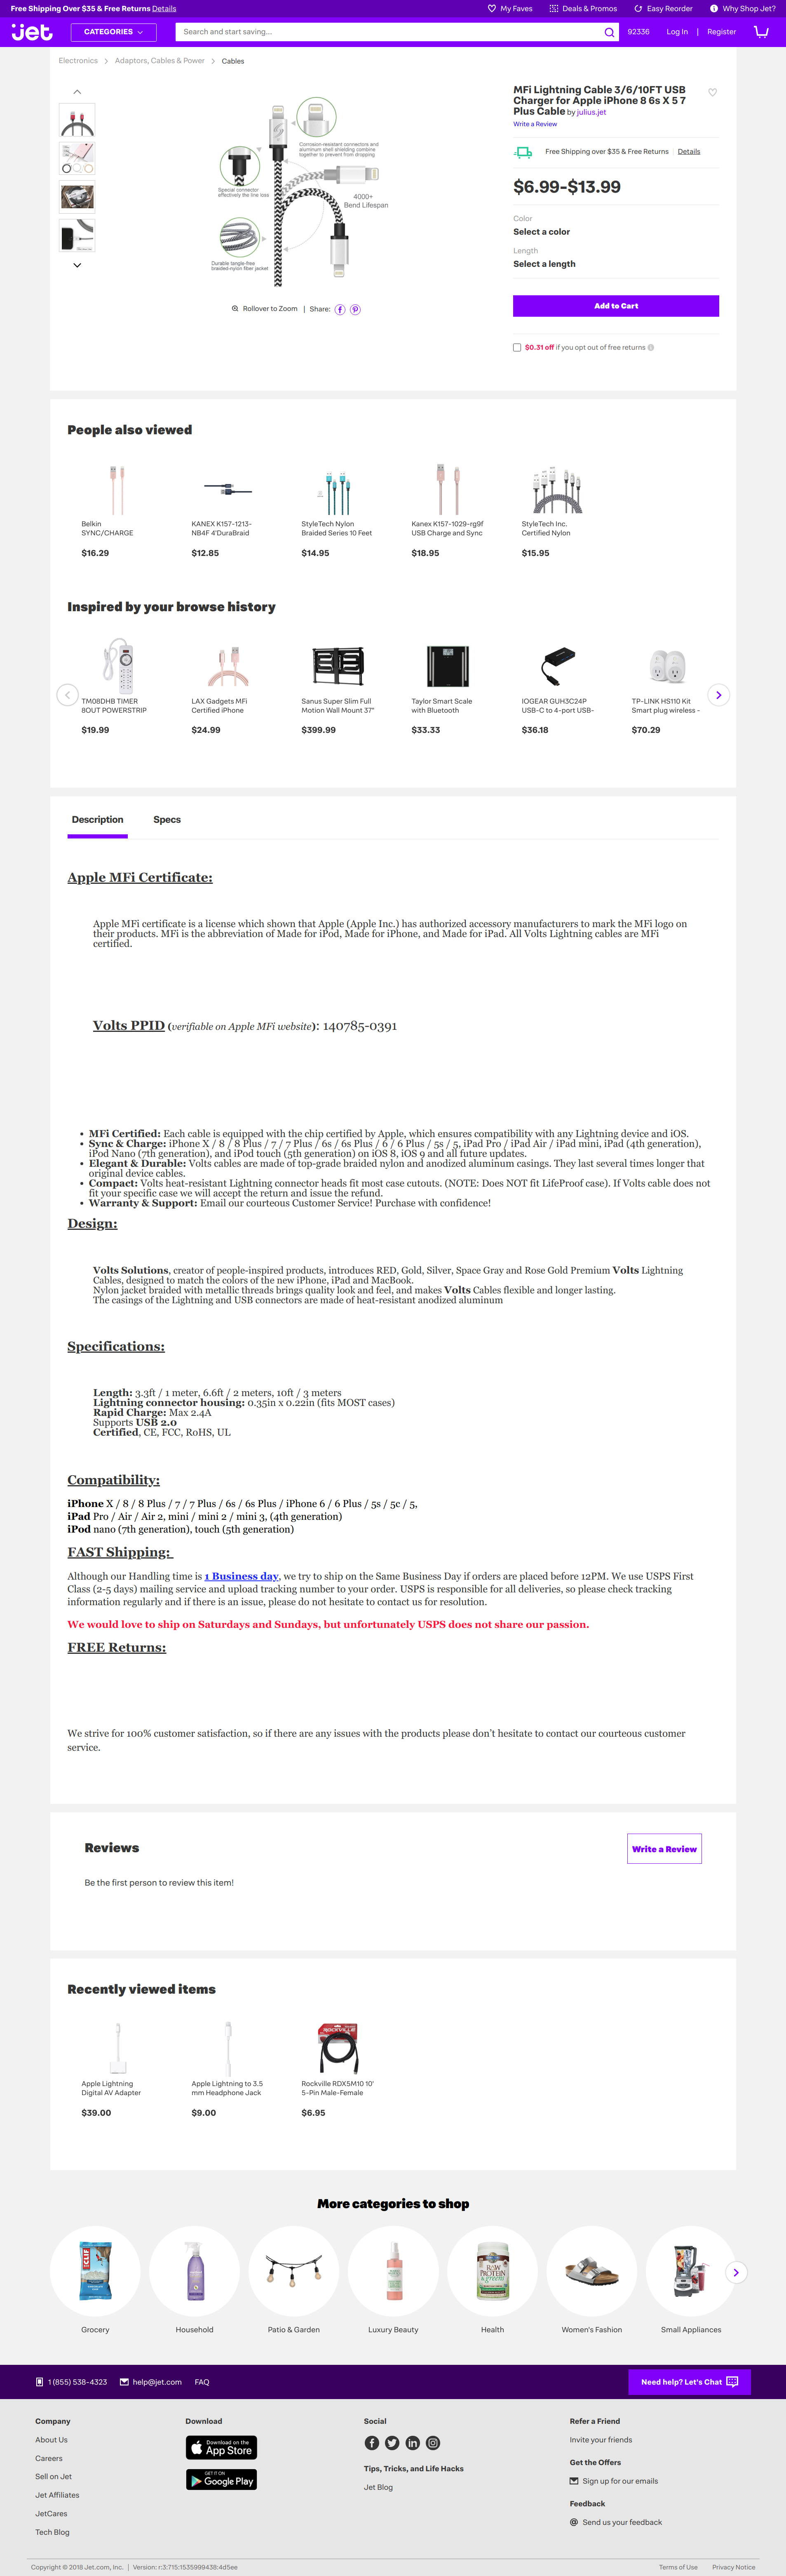 Free Shipping Over $35 & Free Returns Details
My Faves
Deals & Promos
Easy Reorder
Why Shop Jet?
jet
CATEGORIES
Search and start saving...
92336
Log In | Register
Electronics > Adaptors, Cables & Power > Cables
Corrosion-resistant connectors and
aluminum shell shielding combine
together to prevent from dropping
Special connector
effectively the line loss
4000+
Bend Lifespan
Durable tangle-free
braided-nylon fiber jacket
Rollover to Zoom | Share:
MFi Lightning Cable 3/6/10FT USB
Charger for Apple iPhone 8 6s X 5 7
Plus Cable by julius.jet
Write a Review
Free Shipping over $35 & Free Returns | Details
$6.99-$13.99
Color
Select a color
Length
Select a length
Add to Cart
$0.31 off if you opt out of free returns
People also viewed
Belkin
SYNC/CHARGE
$16.29
KANEX K157-1213-
NB4F 4'DuraBraid
$12.85
StyleTech Nylon
Braided Series 10 Feet
$14.95
Kanex K157-1029-rg9f
USB Charge and Sync
$18.95
StyleTech Inc.
Certified Nylon
$15.95
Inspired by your browse history
TM08DHB TIMER
8OUT POWERSTRIP
$19.99
LAX Gadgets MFi
Certified iPhone
$24.99
Sanus Super Slim Full
Motion Wall Mount 37"
$399.99
Taylor Smart Scale
with Bluetooth
$33.33
IOGEAR GUH3C24P
USB-C to 4-port USB-
$36.18
TP-LINK HS110 Kit
Smart plug wireless -
$70.29
Description
Specs
Apple MFi Certificate:
Apple MFi certificate is a license which shown that Apple (Apple Inc.) has authorized accessory manufacturers to mark the MFi logo on
their products. MFi is the abbreviation of Made for iPod, Made for iPhone, and Made for iPad. All Volts Lightning cables are MFi
certified.
Volts PPID (verifiable on Apple MFi website): 140785-0391
• MFi Certified: Each cable is equipped with the chip certified by Apple, which ensures compatibility with any Lightning device and iOS.
• Sync & Charge: iPhone X / 8 / 8 Plus / 7 / 7 Plus / 6s / 6s Plus / 6 / 6 Plus / 5s / 5, iPad Pro / iPad Air / iPad mini, iPad (4th generation),
iPod Nano (7th generation), and iPod touch (5th generation) on iOS 8, iOS 9 and all future updates.
• Elegant & Durable: Volts cables are made of top-grade braided nylon and anodized aluminum casings. They last several times longer that
original device cables.
• Compact: Volts heat-resistant Lightning connector heads fit most case cutouts. (NOTE: Does NOT fit LifeProof case). If Volts cable does not
fit your specific case we will accept the return and issue the refund.
• Warranty & Support: Email our courteous Customer Service! Purchase with confidence!
Design:
Volts Solutions, creator of people-inspired products, introduces RED, Gold, Silver, Space Gray and Rose Gold Premium Volts Lightning
Cables, designed to match the colors of the new iPhone, iPad and MacBook.
Nylon jacket braided with metallic threads brings quality look and feel, and makes Volts Cables flexible and longer lasting.
The casings of the Lightning and USB connectors are made of heat-resistant anodized aluminum
Specifications:
Length: 3.3ft / 1 meter, 6.6ft / 2 meters, 10ft / 3 meters
Lightning connector housing: 0.35in x 0.22in (fits MOST cases)
Rapid Charge: Max 2.4A
Supports USB 2.0
Certified, CE, FCC, RoHS, UL
Compatibility:
iPhone X / 8 / 8 Plus / 7 / 7 Plus / 6s / 6s Plus / iPhone 6 / 6 Plus / 5s / 5c / 5,
iPad Pro / Air / Air 2, mini / mini 2 / mini 3, (4th generation)
iPod nano (7th generation), touch (5th generation)
FAST Shipping:
Although our Handling time is 1 Business day, we try to ship on the Same Business Day if orders are placed before 12PM. We use USPS First
Class (2-5 days) mailing service and upload tracking number to your order. USPS is responsible for all deliveries, so please check tracking
information regularly and if there is an issue, please do not hesitate to contact us for resolution.
We would love to ship on Saturdays and Sundays, but unfortunately USPS does not share our passion.
FREE Returns:
We strive for 100% customer satisfaction, so if there are any issues with the products please don't hesitate to contact our courteous customer
service.
Reviews
Write a Review
Be the first person to review this item!
Recently viewed items
ROCKVILLE
Apple Lightning
Digital AV Adapter
$39.00
Apple Lightning to 3.5
mm Headphone Jack
$9.00
Rockville RDX5M10 10'
5-Pin Male-Female
$6.95
More categories to shop
CLIF
RAW
PROTEIN
& greens
Grocery
Household
Patio & Garden
Luxury Beauty
Health
Women's Fashion
Small Appliances
1 (855) 538-4323
help@jet.com
FAQ
Need help? Let's Chat
Company
About Us
Careers
Sell on Jet
Jet Affiliates
JetCares
Tech Blog
Download
Download on the
App Store
GET IT ON
Google Play
Social
Tips, Tricks, and Life Hacks
Jet Blog
Refer a Friend
Invite your friends
Get the Offers
Sign up for our emails
Feedback
Send us your feedback
Copyright © 2018 Jet.com, Inc. | Version: r:3:715:1535999438:4d5ee
Terms of Use
Privacy Notice